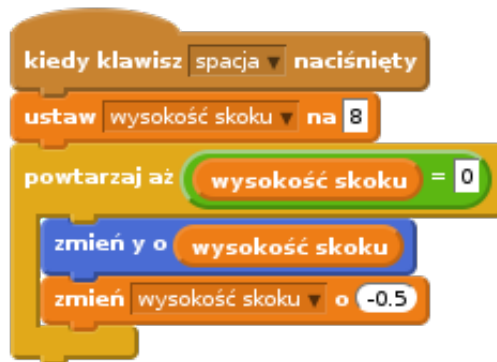 kiedy klawisz spacja naciśnięty
ustaw wysokość skoku na 8
powtarzaj aż wysokość skoku = 0
zmień y o wysokość skoku
zmień wysokość skoku o -0.5